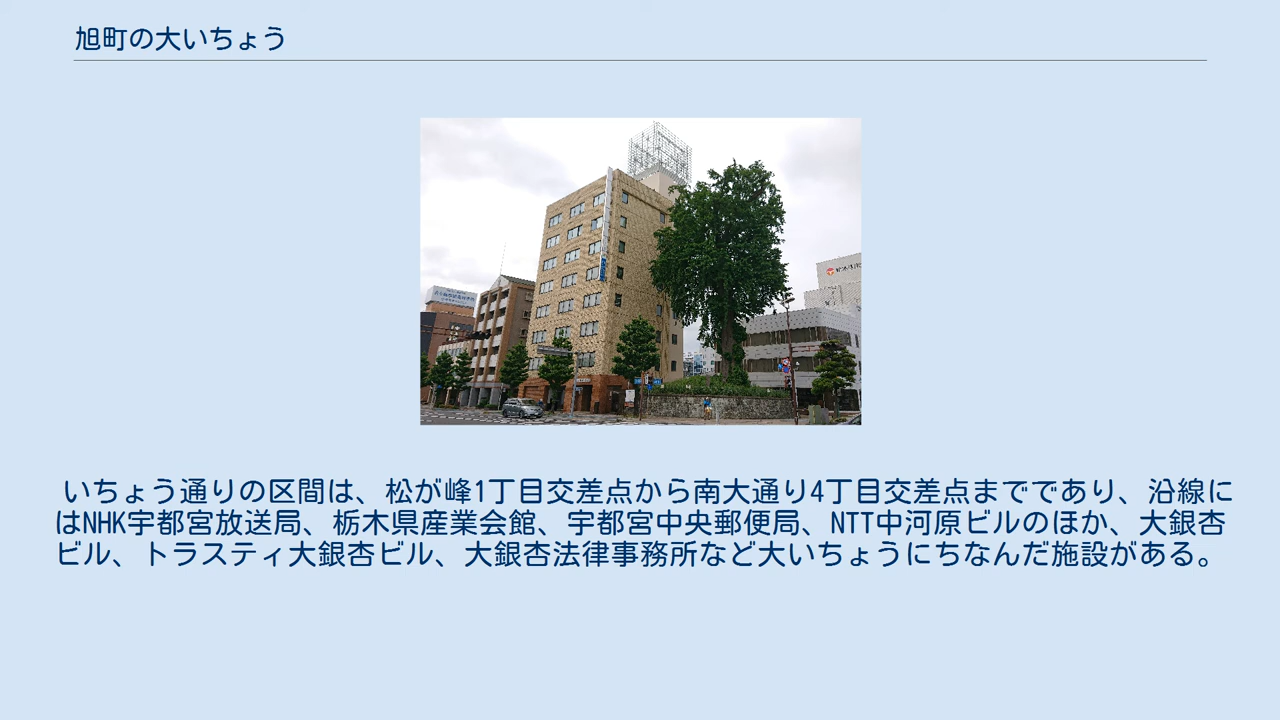 旭町の大いちょう
いちょう通りの区間は、松が峰1丁目交差点から南大通り4丁目交差点までであり、沿線に
はNHK宇都宮放送局、栃木県産業会館、宇都宮中央郵便局、NTT中河原ビルのほか、大銀杏
ビル、トラスティ大銀杏ビル、大銀杏法律事務所など大いちょうにちなんだ施設がある。